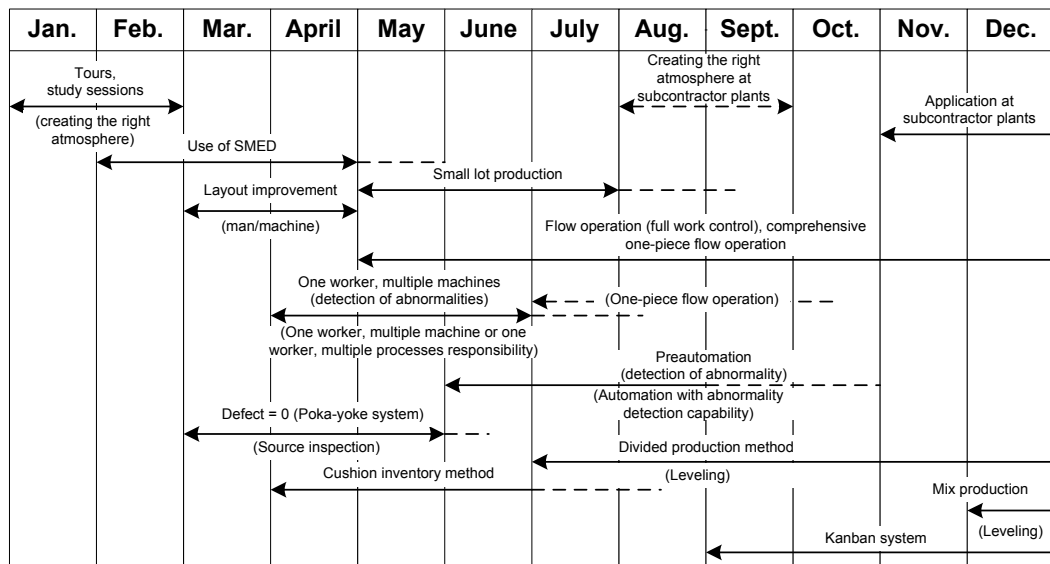 Jan. Feb. Mar. April May June July Aug. Sept. Oct. Nov. Dec.
Tours,
study sessions
(creating the right
atmosphere)
Creating the right
atmosphere at
subcontractor plants
Application at
subcontractor plants
Use of SMED
Small lot production
Layout improvement
(man/machine)
Flow operation (full work control), comprehensive
one-piece flow operation
One worker, multiple machines
(detection of abnormalities)
(One worker, multiple machine or one
worker, multiple processes responsibility)
(One-piece flow operation)
Preautomation
(detection of abnormality)
(Automation with abnormality
detection capability)
Defect = 0 (Poka-yoke system)
(Source inspection)
Divided production method
(Leveling)
Cushion inventory method
Mix production
(Leveling)
Kanban system